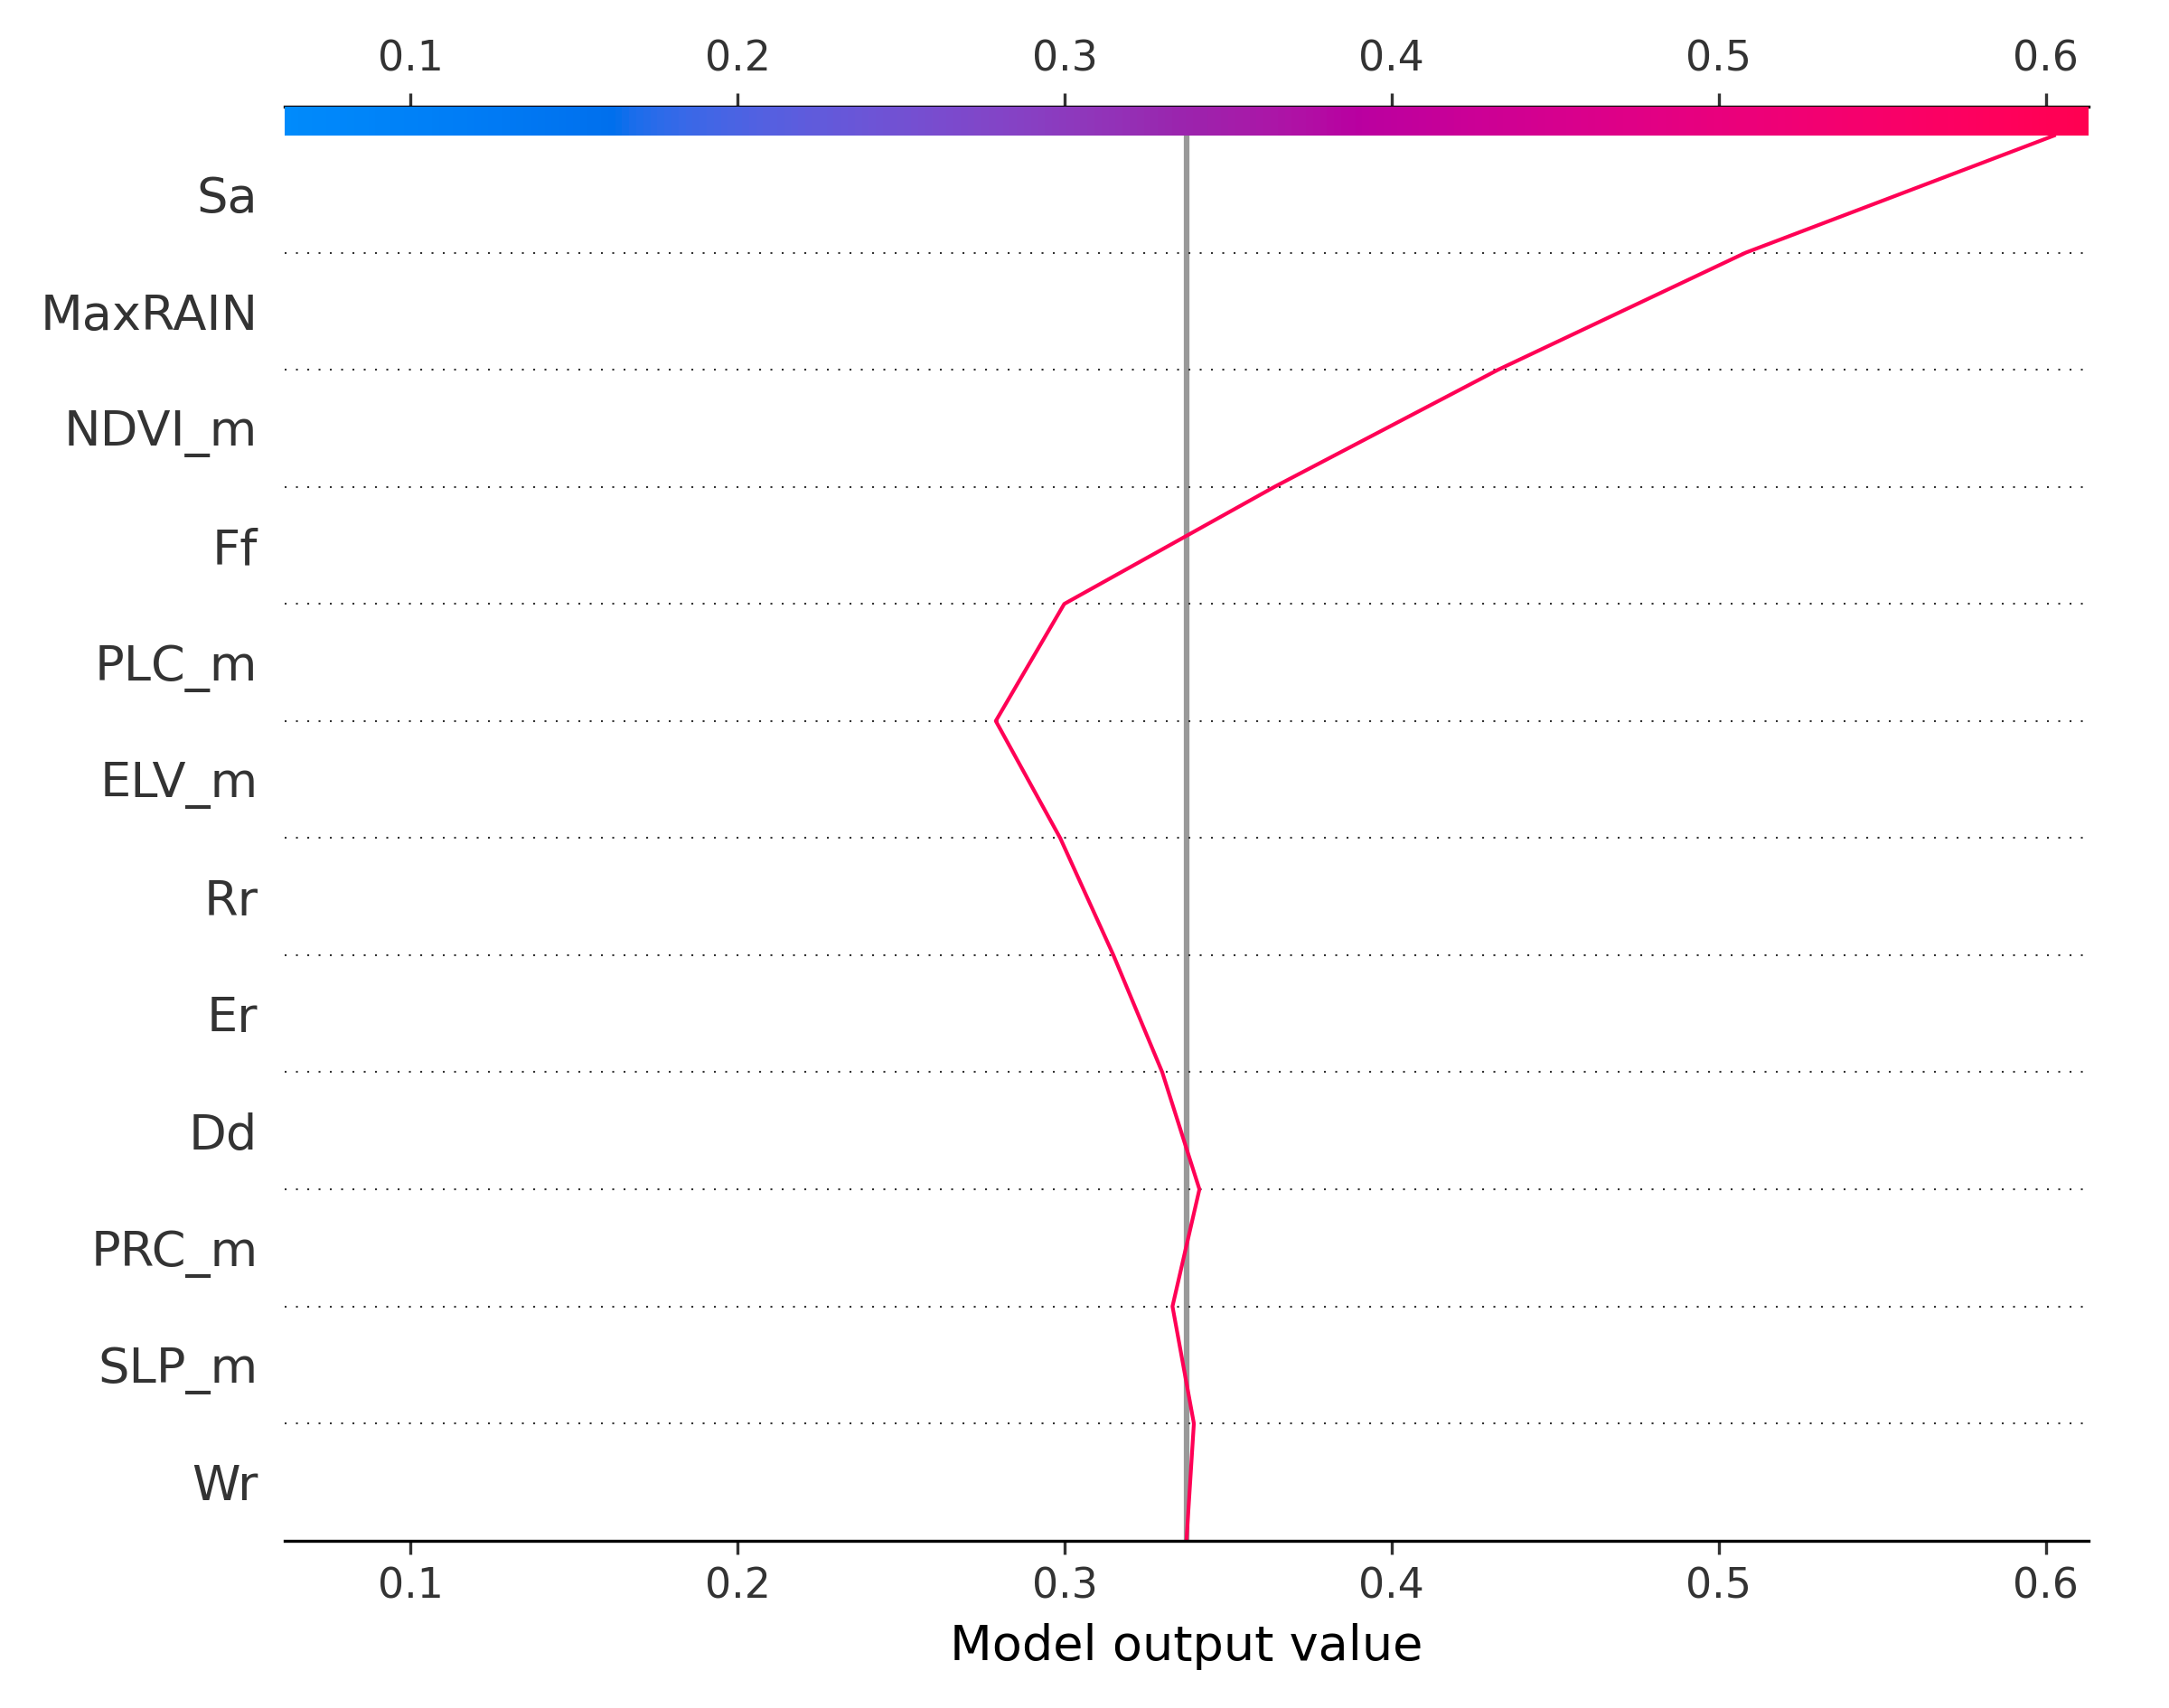 0.1 0.2 0.3 0.4 0.5 0.6
Sa
MaxRAIN
NDVI_m
Ff
PLC_m
ELV_m
Rr
Er
Dd
PRC_m
SLP_m
Wr
0.1 0.2 0.3 0.4 0.5 0.6
Model output value